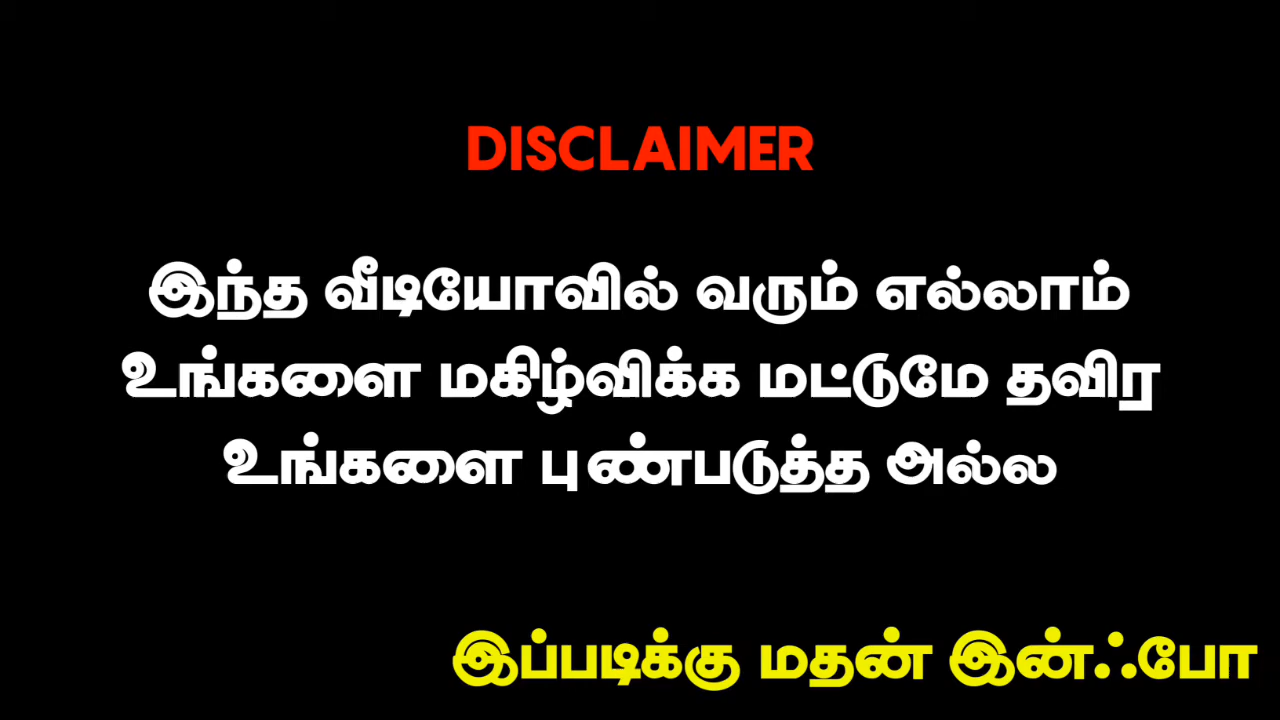 DISCLAIMER
இந்த வீடியோவில் வரும் எல்லாம்
உங்களை மகிழ்விக்க மட்டுமே தவிர
உங்களை புண்படுத்த அல்ல
இப்படிக்கு மதன் இன்ஃபோ